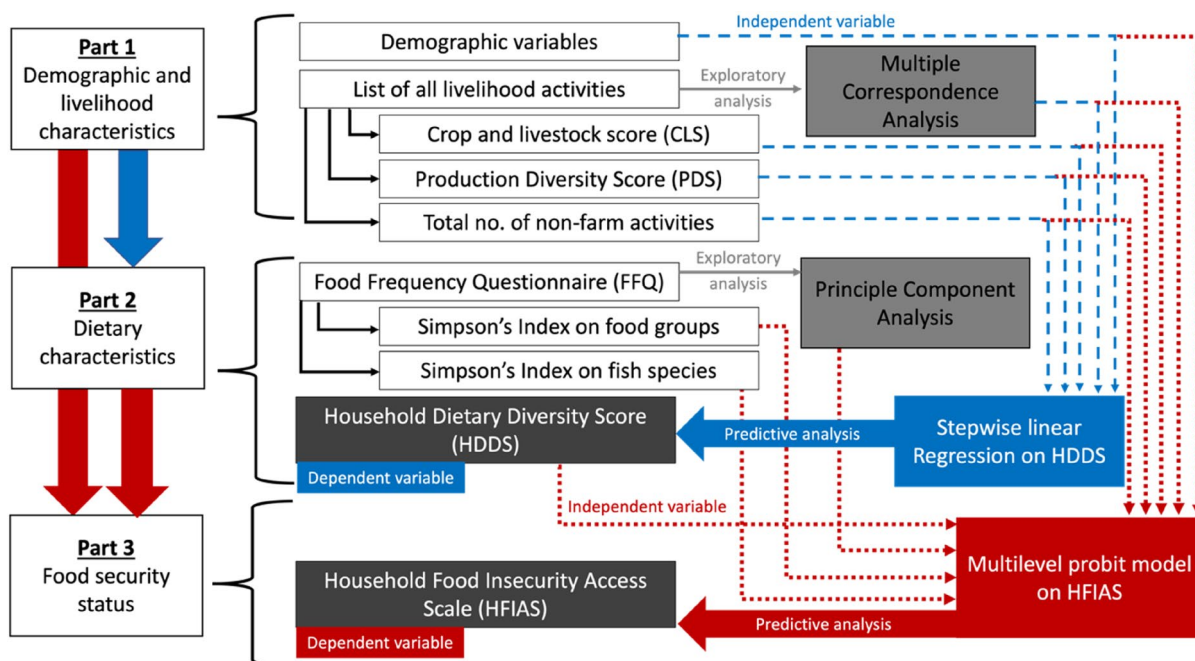 Part 1
Demographic and
livelihood
characteristics
Demographic variables
Independent variable
List of all livelihood activities
Exploratory
analysis
Multiple
Correspondence
Analysis
Crop and livestock score (CLS)
Production Diversity Score (PDS)
Total no. of non-farm activities
Part 2
Dietary
characteristics
Food Frequency Questionnaire (FFQ)
Exploratory
analysis
Principle Component
Analysis
Simpson's Index on food groups
Simpson's Index on fish species
Household Dietary Diversity Score
(HDDS)
Dependent variable
Predictive analysis
Stepwise linear
Regression on HDDS
Part 3
Food security
status
Independent variable
Household Food Insecurity Access
Scale (HFIAS)
Dependent variable
Predictive analysis
Multilevel probit model
on HFIAS